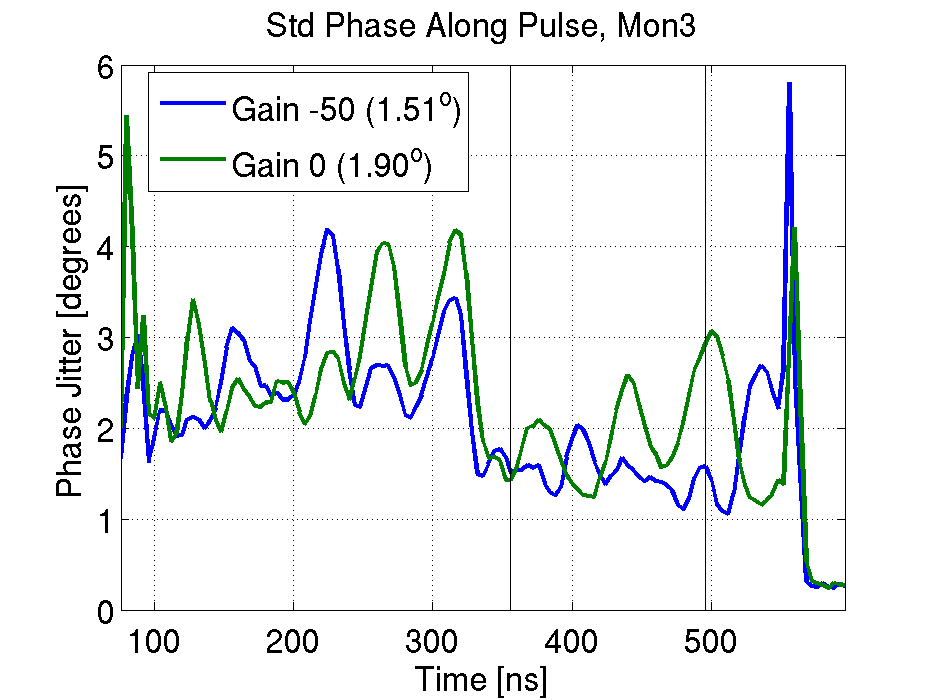 Std Phase Along Pulse, Mon3
Gain -50 (1.51°)
Gain 0 (1.90°)
Phase Jitter [degrees]
6
5
4
3
2
1
0
100 200 300 400 500
Time [ns]